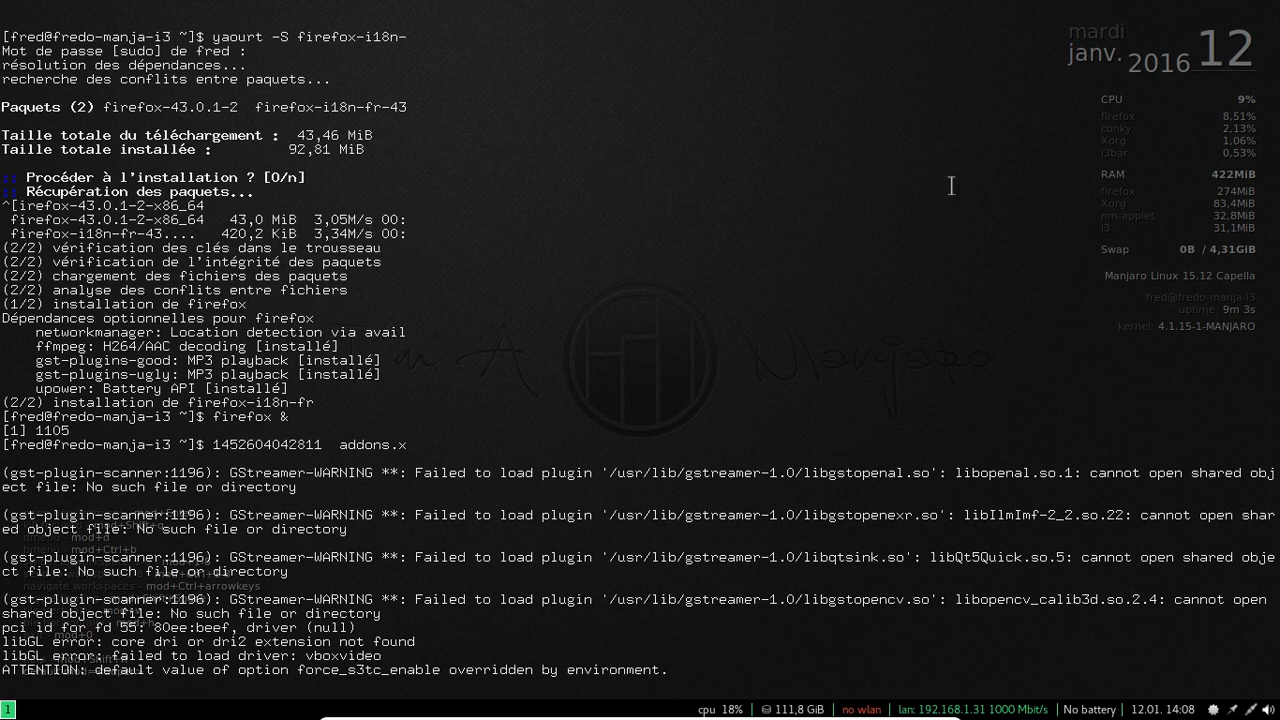 [fred@fredo-manja-i3 ~]$ yaourt -S firefox-i18n-
Mot de passe [sudo] de fred :
résolution des dépendances...
recherche des conflits entre paquets...
Paquets (2) firefox-43.0.1-2  firefox-i18n-fr-43
Taille totale du téléchargement :  43,46 MiB
Taille totale installée :         92,81 MiB
:: Procéder à l'installation ? [O/n]
:: Récupération des paquets...
^[irefox-43.0.1-2-x86_64
firefox-43.0.1-2-x86_64   43,0 MiB  3,05M/s 00:
firefox-i18n-fr-43....   420,2 KiB  3,34M/s 00:
(2/2) vérification des clés dans le trousseau
(2/2) vérification de l'intégrité des paquets
(2/2) chargement des fichiers des paquets
(2/2) analyse des conflits entre fichiers
(1/2) installation de firefox
Dépendances optionnelles pour firefox
networkmanager: Location detection via avail
ffmpeg: H264/AAC decoding [installé]
gst-plugins-good: MP3 playback [installé]
gst-plugins-ugly: MP3 playback [installé]
upower: Battery API [installé]
(2/2) installation de firefox-i18n-fr
[fred@fredo-manja-i3 ~]$ firefox &
[1] 1105
[fred@fredo-manja-i3 ~]$ 1452604042811  addons.x
(gst-plugin-scanner:1196): GStreamer-WARNING **: Failed to load plugin '/usr/lib/gstreamer-1.0/libgstopenal.so': libopenal.so.1: cannot open shared obj
ect file: No such file or directory
(gst-plugin-scanner:1196): GStreamer-WARNING **: Failed to load plugin '/usr/lib/gstreamer-1.0/libgstopenexr.so': libIlmImf-2_2.so.22: cannot open shar
ed object file: No such file or directory
(gst-plugin-scanner:1196): GStreamer-WARNING **: Failed to load plugin '/usr/lib/gstreamer-1.0/libqtsink.so': libQt5Quick.so.5: cannot open shared obje
ct file: No such file or directory
(gst-plugin-scanner:1196): GStreamer-WARNING **: Failed to load plugin '/usr/lib/gstreamer-1.0/libgstopencv.so': libopencv_calib3d.so.2.4: cannot open
shared object file: No such file or directory
pci id for fd 55: 80ee:beef, driver (null)
libGL error: core dri or dri2 extension not found
libGL error: failed to load driver: vboxvideo
ATTENTION: default value of option force_s3tc_enable overridden by environment.
mod+Shift+q
dmenu - mod+d
bmenu - mod+Ctrl+b
navigate workspaces - mod+Ctrl+arrowkeys
mod+h
mod+0
mardi
janv. 2016 12
CPU 9%
firefox 8,51%
conky 2,13%
Xorg 1,06%
i3bar 0,53%
RAM 422MiB
firefox 274MiB
Xorg 83,4MiB
nm-applet 32,8MiB
i3 31,1MiB
Swap 0B / 4,31GiB
Manjaro Linux 15.12 Capella
fred@fredo-manja-i3
uptime: 9m 3s
kernel: 4.1.15-1-MANJARO
m A Manjaro
1
cpu 18% | 111,8 GiB | no wlan | lan: 192.168.1.31 1000 Mbit/s | No battery | 12.01. 14:08